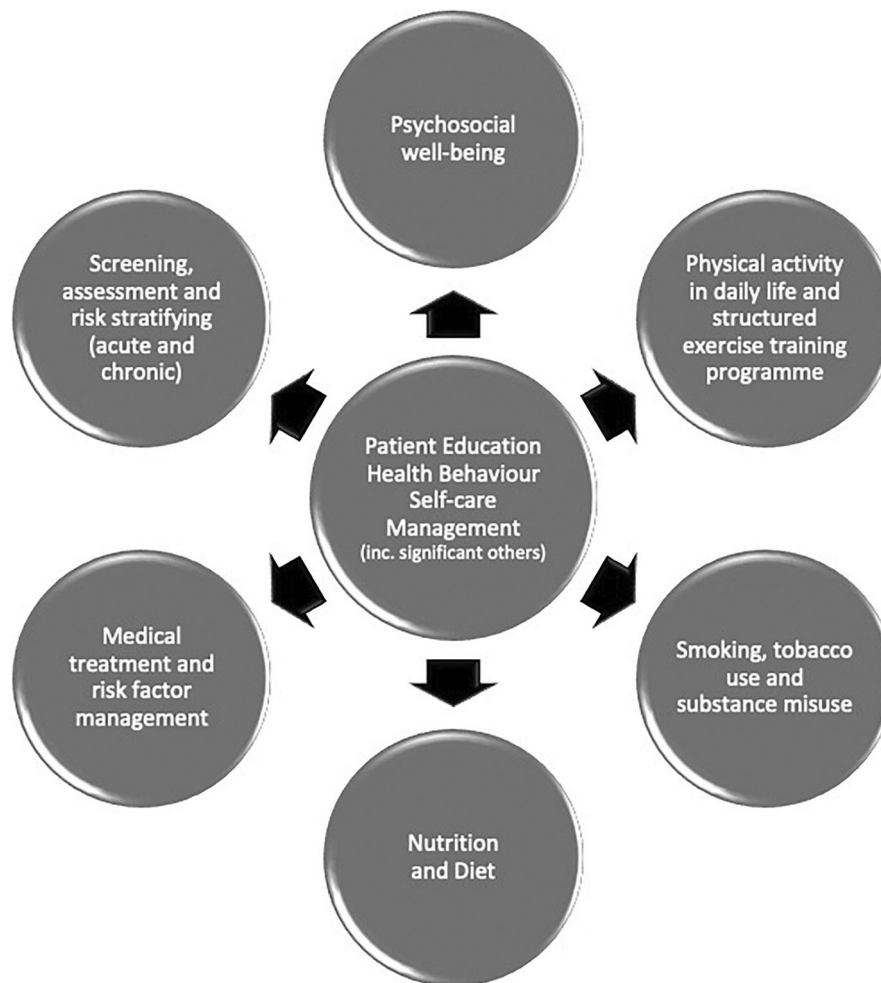 Psychosocial
well-being
Screening,
assessment and
risk stratifying
(acute and
chronic)
Physical activity
in daily life and
structured
exercise training
programme
Patient Education
Health Behaviour
Self-care
Management
(inc. significant others)
Medical
treatment and
risk factor
management
Smoking, tobacco
use and
substance misuse
Nutrition
and Diet